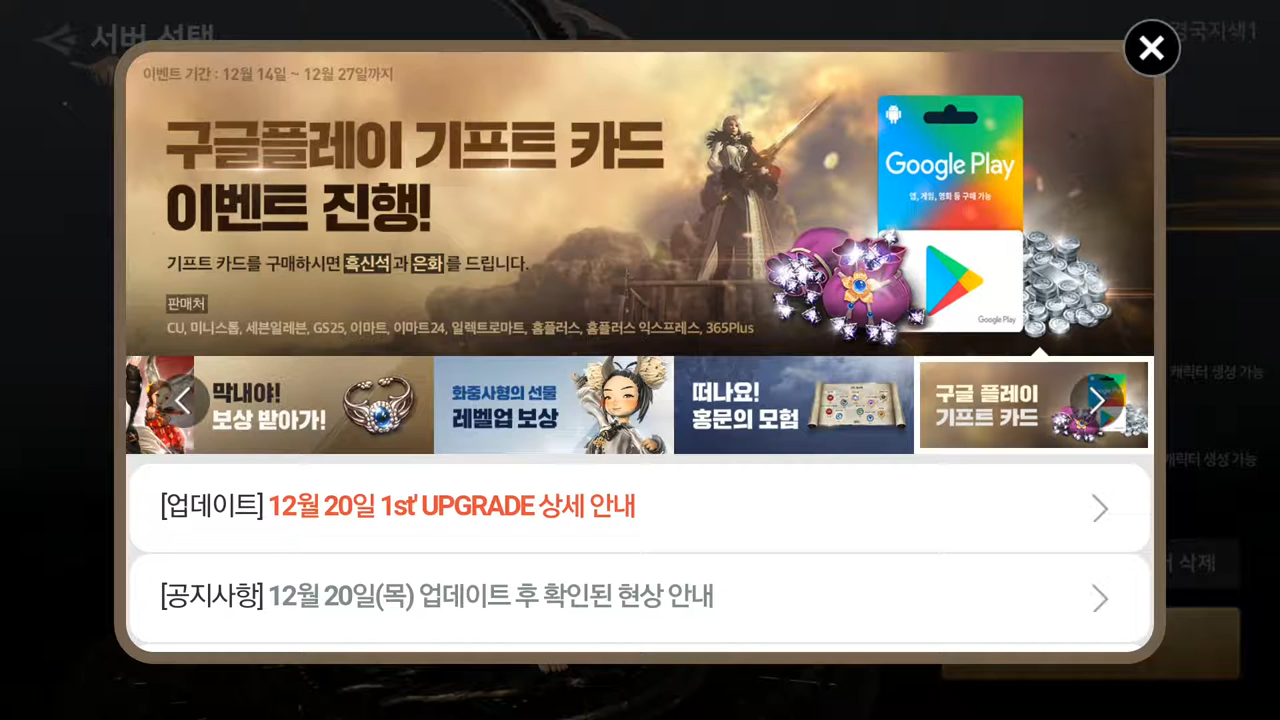 서버 선택
경국지색1
이벤트 기간 : 12월 14일 ~ 12월 27일까지
구글플레이 기프트 카드
이벤트 진행!
기프트 카드를 구매하시면 흑신석과 은화를 드립니다.
판매처
CU, 미니스톱, 세븐일레븐, GS25, 이마트, 이마트24, 일렉트로마트, 홈플러스, 홈플러스 익스프레스, 365Plus
Google Play
앱, 게임, 영화 등 구매 가능
Google Play
캐릭터 생성 가능
막내야!
보상 받아가!
화중사형의 선물
레벨업 보상
떠나요!
홍문의 모험
구글 플레이
기프트 카드
캐릭터 생성 가능
[업데이트] 12월 20일 1st' UPGRADE 상세 안내
삭제
[공지사항] 12월 20일(목) 업데이트 후 확인된 현상 안내